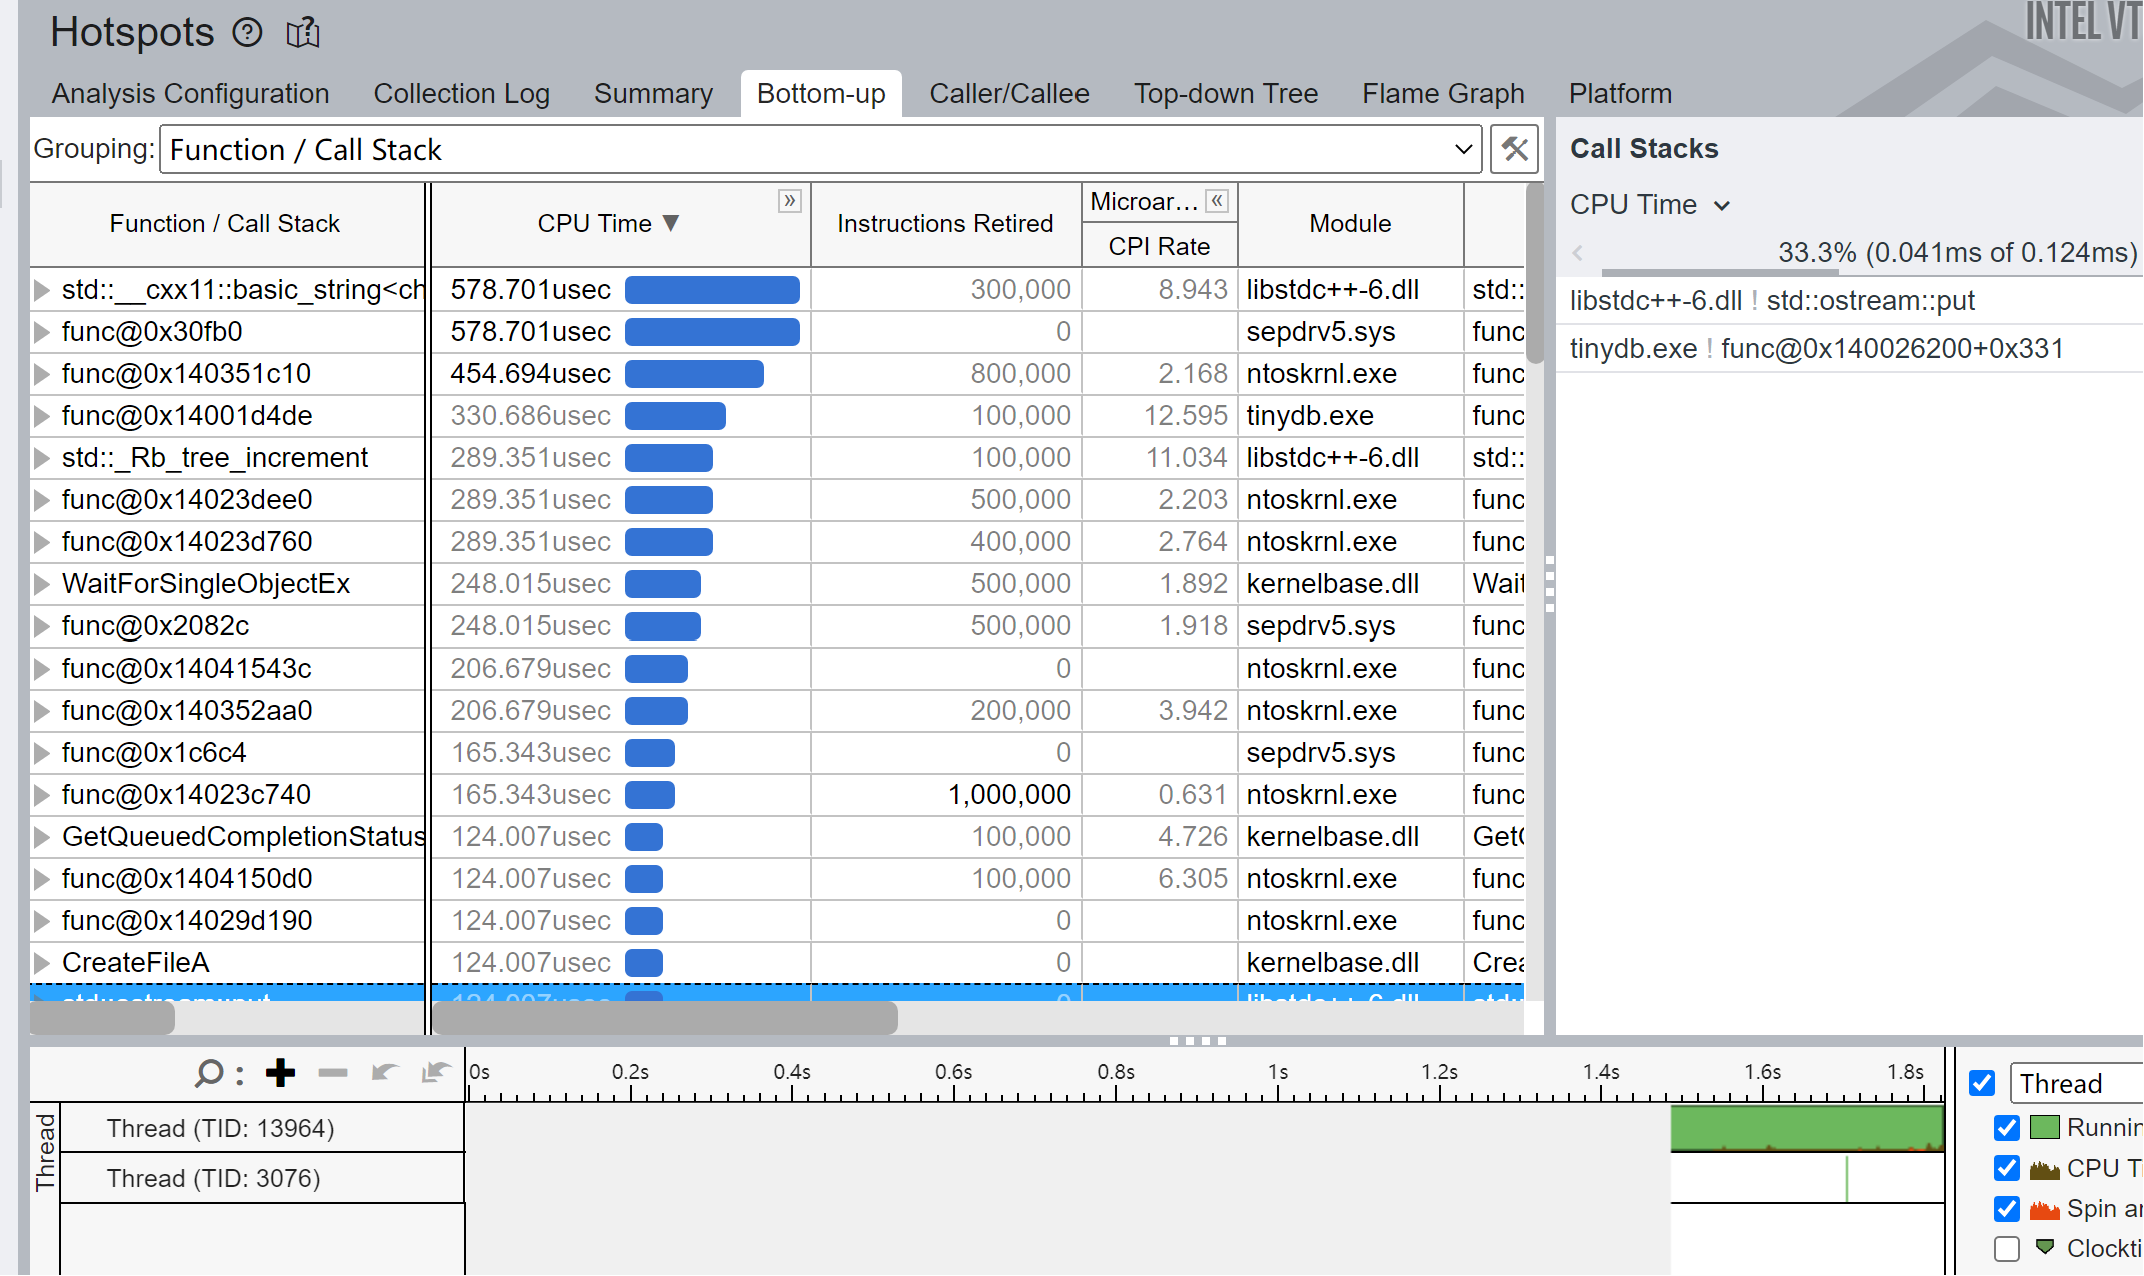 Hotspots
INTEL VT
Analysis Configuration Collection Log Summary Bottom-up Caller/Callee Top-down Tree Flame Graph Platform
Grouping: Function / Call Stack
Function / Call Stack CPU Time Instructions Retired Microar... CPI Rate Module
std::__cxx11::basic_string<ch 578.701usec 300,000 8.943 libstdc++-6.dll std::
func@0x30fb0 578.701usec 0 sepdrv5.sys func
func@0x140351c10 454.694usec 800,000 2.168 ntoskrnl.exe func
func@0x14001d4de 330.686usec 100,000 12.595 tinydb.exe func
std::_Rb_tree_increment 289.351usec 100,000 11.034 libstdc++-6.dll std::
func@0x14023dee0 289.351usec 500,000 2.203 ntoskrnl.exe func
func@0x14023d760 289.351usec 400,000 2.764 ntoskrnl.exe func
WaitForSingleObjectEx 248.015usec 500,000 1.892 kernelbase.dll Wait
func@0x2082c 248.015usec 500,000 1.918 sepdrv5.sys func
func@0x14041543c 206.679usec 0 ntoskrnl.exe func
func@0x140352aa0 206.679usec 200,000 3.942 ntoskrnl.exe func
func@0x1c6c4 165.343usec 0 sepdrv5.sys func
func@0x14023c740 165.343usec 1,000,000 0.631 ntoskrnl.exe func
GetQueuedCompletionStatus 124.007usec 100,000 4.726 kernelbase.dll Get
func@0x1404150d0 124.007usec 100,000 6.305 ntoskrnl.exe func
func@0x14029d190 124.007usec 0 ntoskrnl.exe func
CreateFileA 124.007usec 0 kernelbase.dll Crea
std::ostream::put 124.007usec 0 libstdc++-6.dll
Call Stacks
CPU Time
33.3% (0.041ms of 0.124ms)
libstdc++-6.dll ! std::ostream::put
tinydb.exe ! func@0x140026200+0x331
0s 0.2s 0.4s 0.6s 0.8s 1s 1.2s 1.4s 1.6s 1.8s
Thread
Thread (TID: 13964)
Thread (TID: 3076)
Thread
Runnin
CPU Ti
Spin an
Clockti